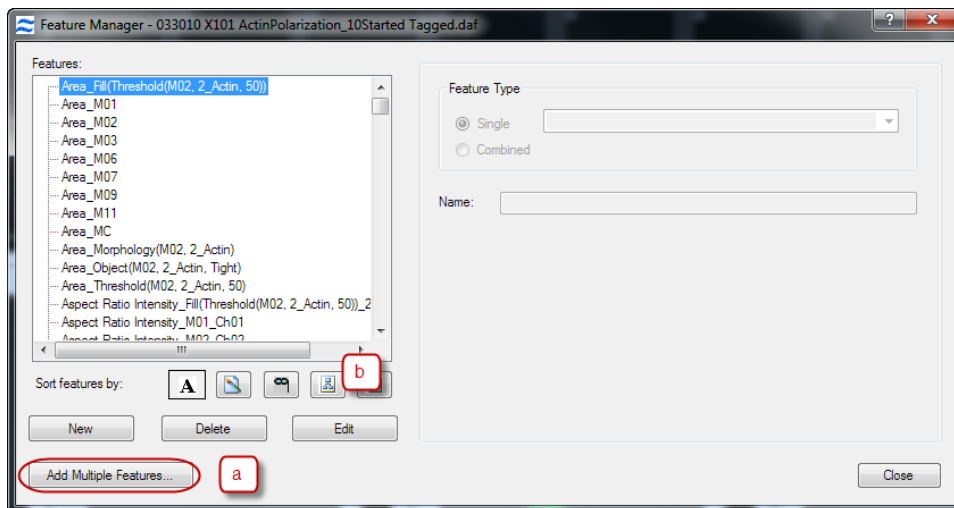 Feature Manager - 033010 X101 ActinPolarization_10Started Tagged.daf
? X
Features:
Area_Fill(Threshold(M02, 2_Actin, 50))
Area_M01
Area_M02
Area_M03
Area_M06
Area_M07
Area_M09
Area_M11
Area_MC
Area_Morphology(M02, 2_Actin)
Area_Object(M02, 2_Actin, Tight)
Area_Threshold(M02, 2_Actin, 50)
Aspect Ratio Intensity_Fill(Threshold(M02, 2_Actin, 50))_2
Aspect Ratio Intensity_M01_Ch01
Aspect Ratio Intensity_M02_Ch02
Sort features by:
A
b
New Delete Edit
Add Multiple Features...
a
Feature Type
Single
Combined
Name:
Close